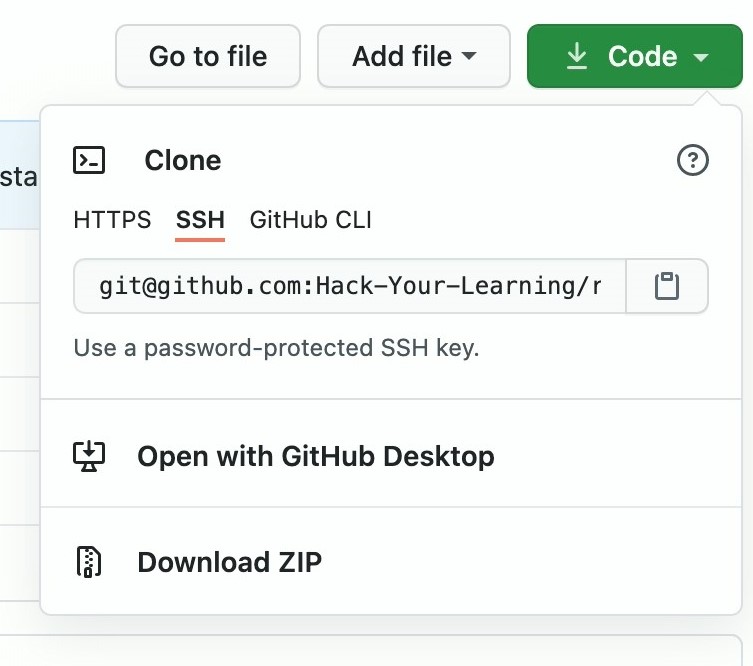 Go to file Add file Code
sta
Clone
HTTPS SSH GitHub CLI
git@github.com:Hack-Your-Learning/r
Use a password-protected SSH key.
Open with GitHub Desktop
Download ZIP